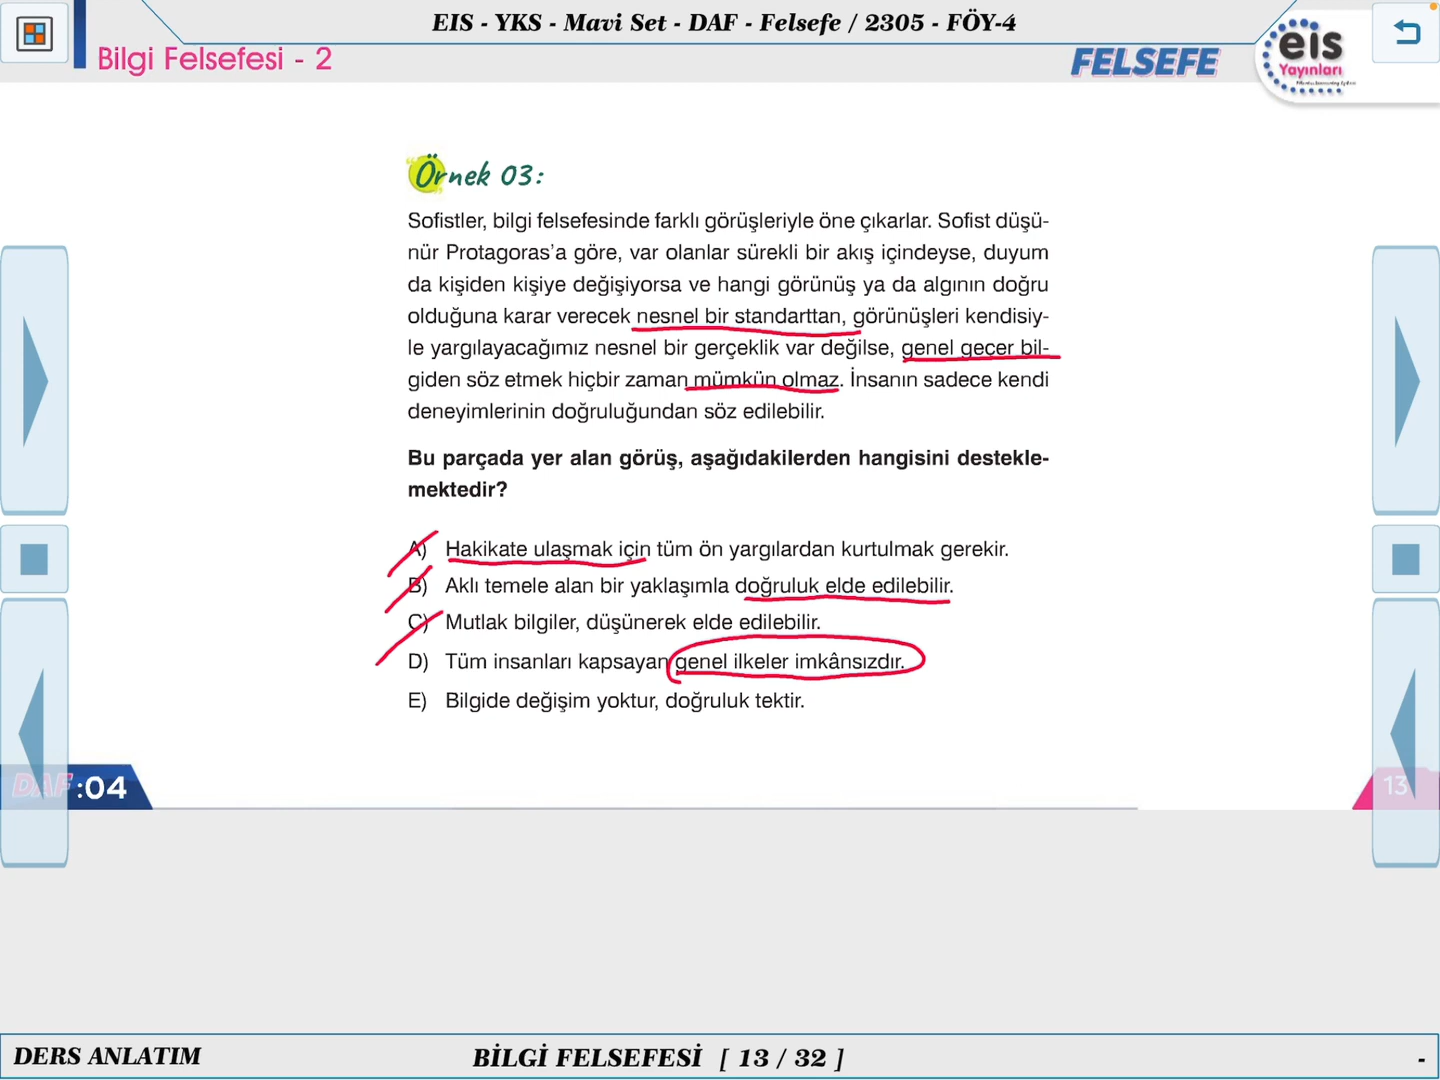 EIS - YKS - Mavi Set - DAF - Felsefe / 2305 - FÖY-4
Bilgi Felsefesi - 2
FELSEFE
eis
Yayınları
Örnek 03:
Sofistler, bilgi felsefesinde farklı görüşleriyle öne çıkarlar. Sofist düşü-
nür Protagoras'a göre, var olanlar sürekli bir akış içindeyse, duyum
da kişiden kişiye değişiyorsa ve hangi görünüş ya da algının doğru
olduğuna karar verecek nesnel bir standarttan, görünüşleri kendisiy-
le yargılayacağımız nesnel bir gerçeklik var değilse, genel geçer bil-
giden söz etmek hiçbir zaman mümkün olmaz. İnsanın sadece kendi
deneyimlerinin doğruluğundan söz edilebilir.
Bu parçada yer alan görüş, aşağıdakilerden hangisini destekle-
mektedir?
A) Hakikate ulaşmak için tüm ön yargılardan kurtulmak gerekir.
B) Aklı temele alan bir yaklaşımla doğruluk elde edilebilir.
C) Mutlak bilgiler, düşünerek elde edilebilir.
D) Tüm insanları kapsayan genel ilkeler imkânsızdır.
E) Bilgide değişim yoktur, doğruluk tektir.
DAF :04
13
DERS ANLATIM
BİLGİ FELSEFESİ [ 13 / 32 ]
-